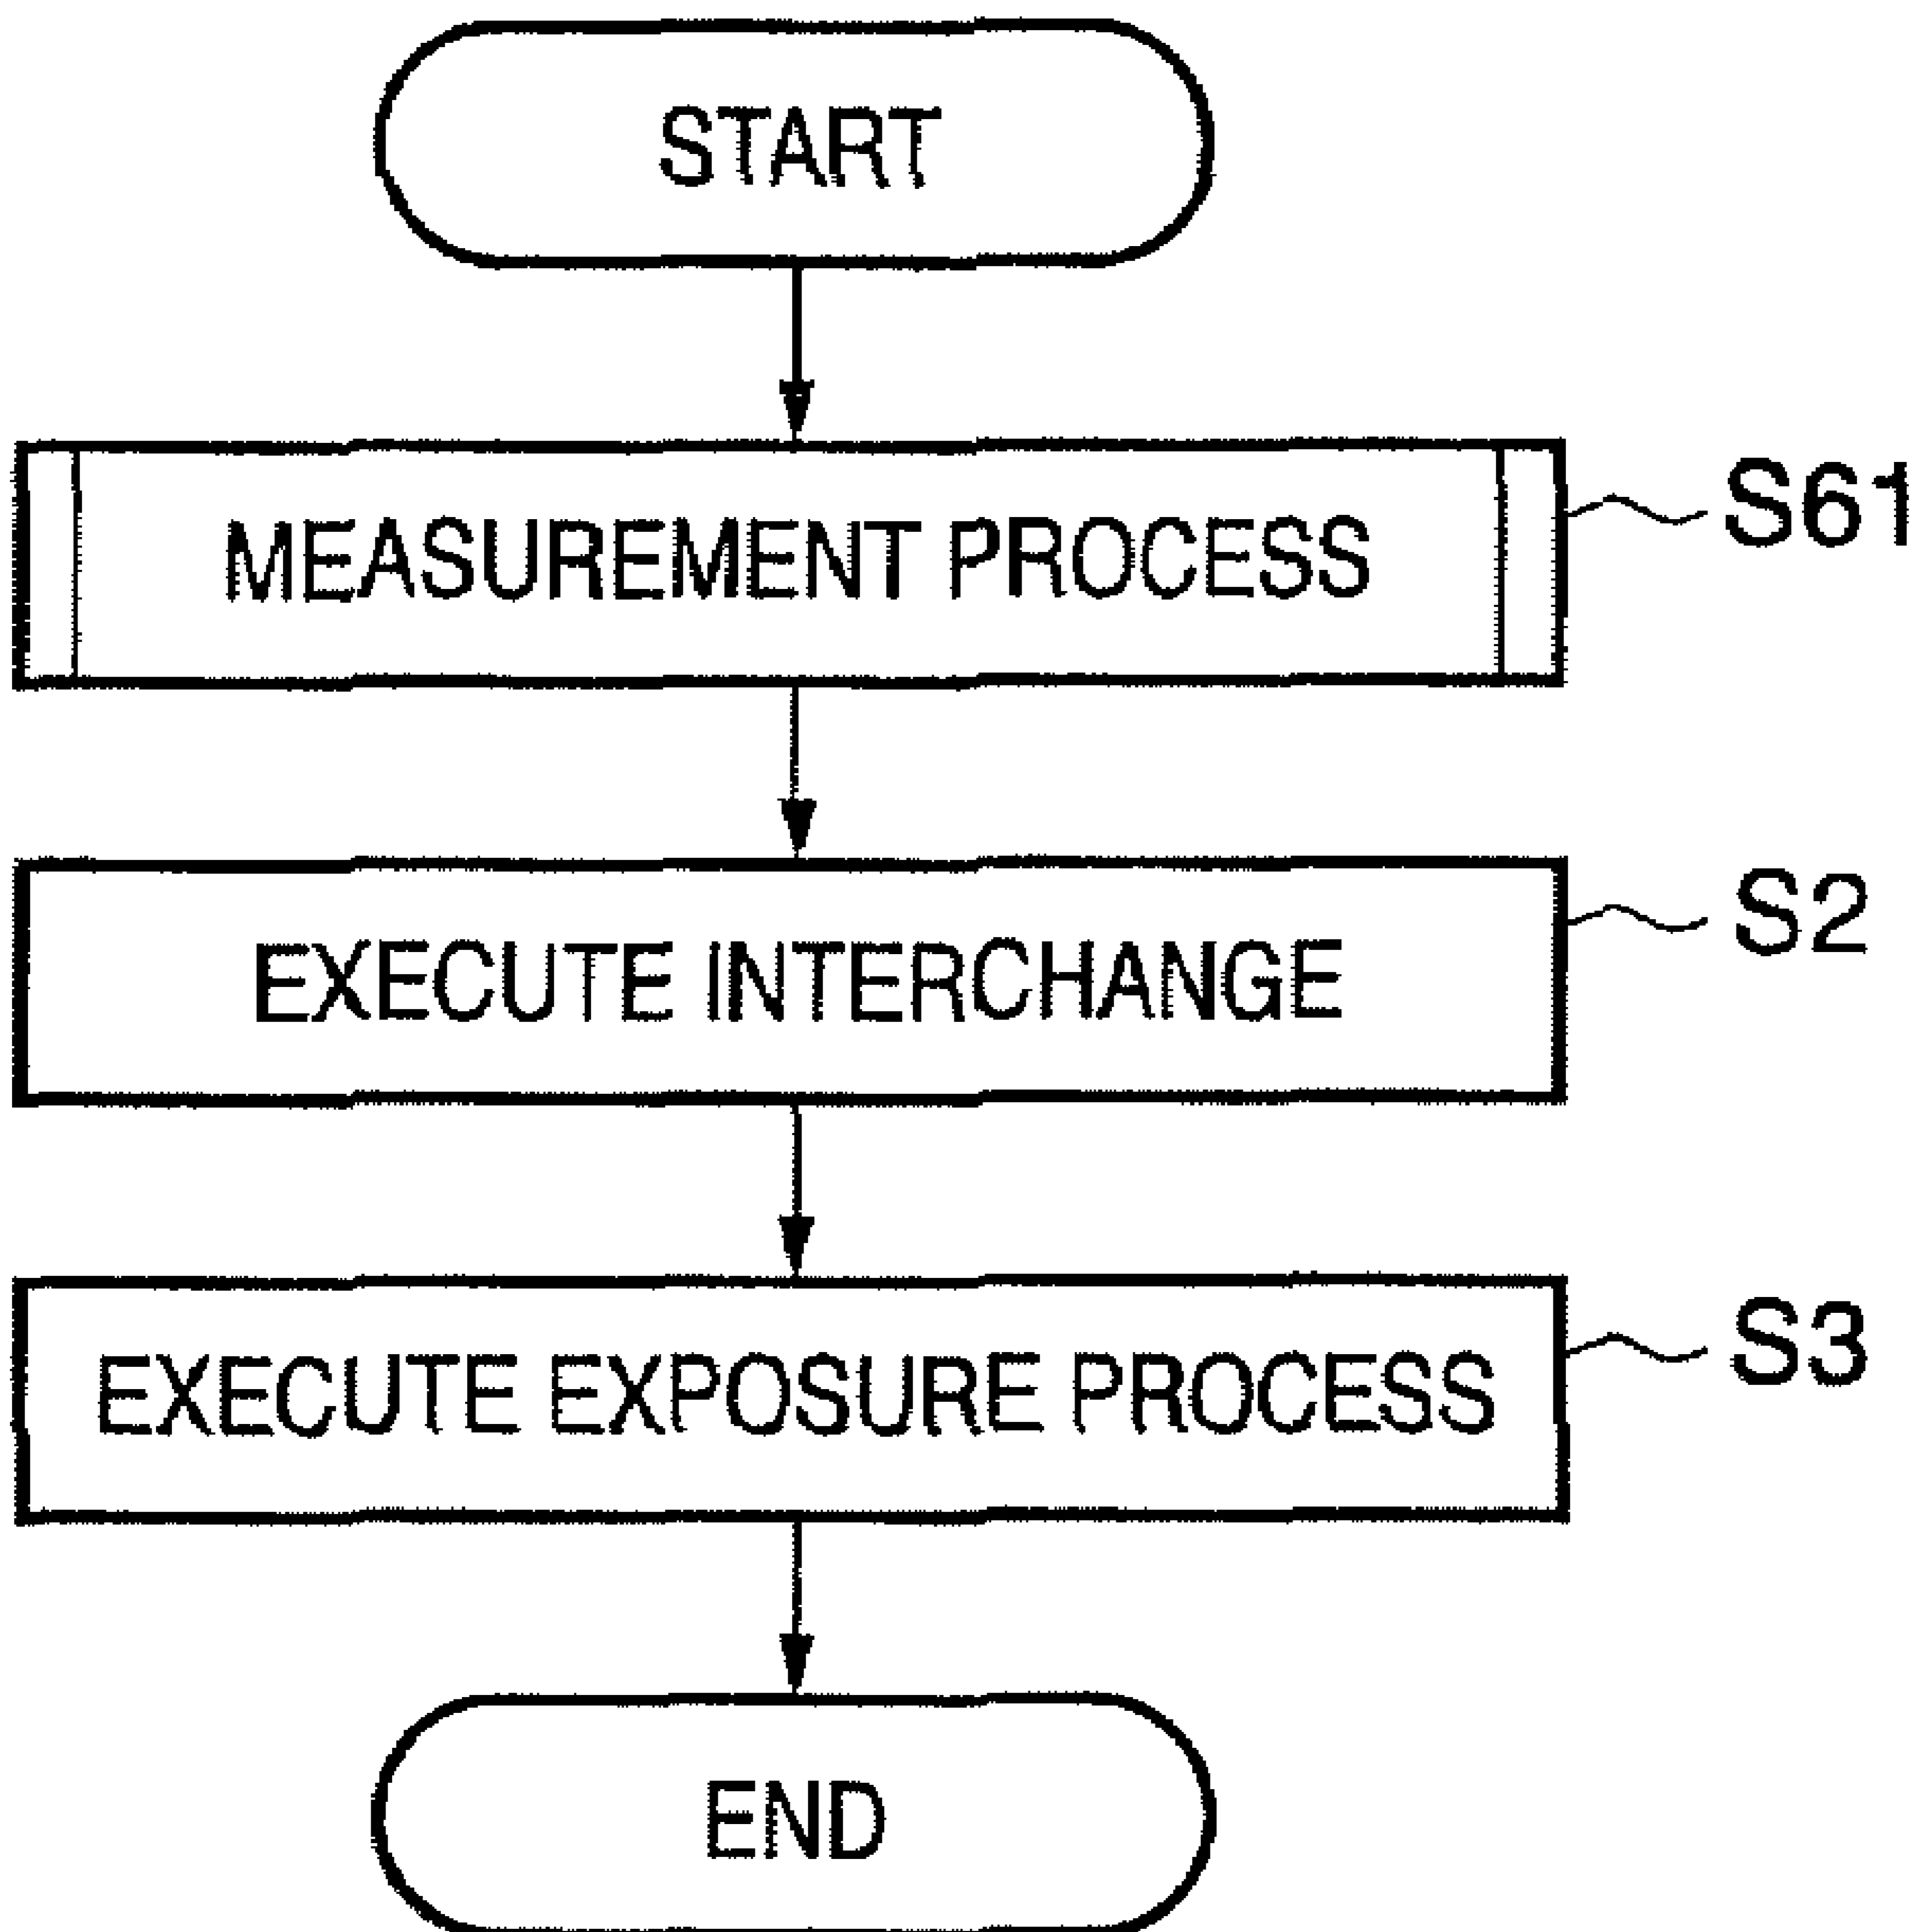 START
MEASUREMENT PROCESS
S61
EXECUTE INTERCHANGE
S2
EXECUTE EXPOSURE PROCESS
S3
END